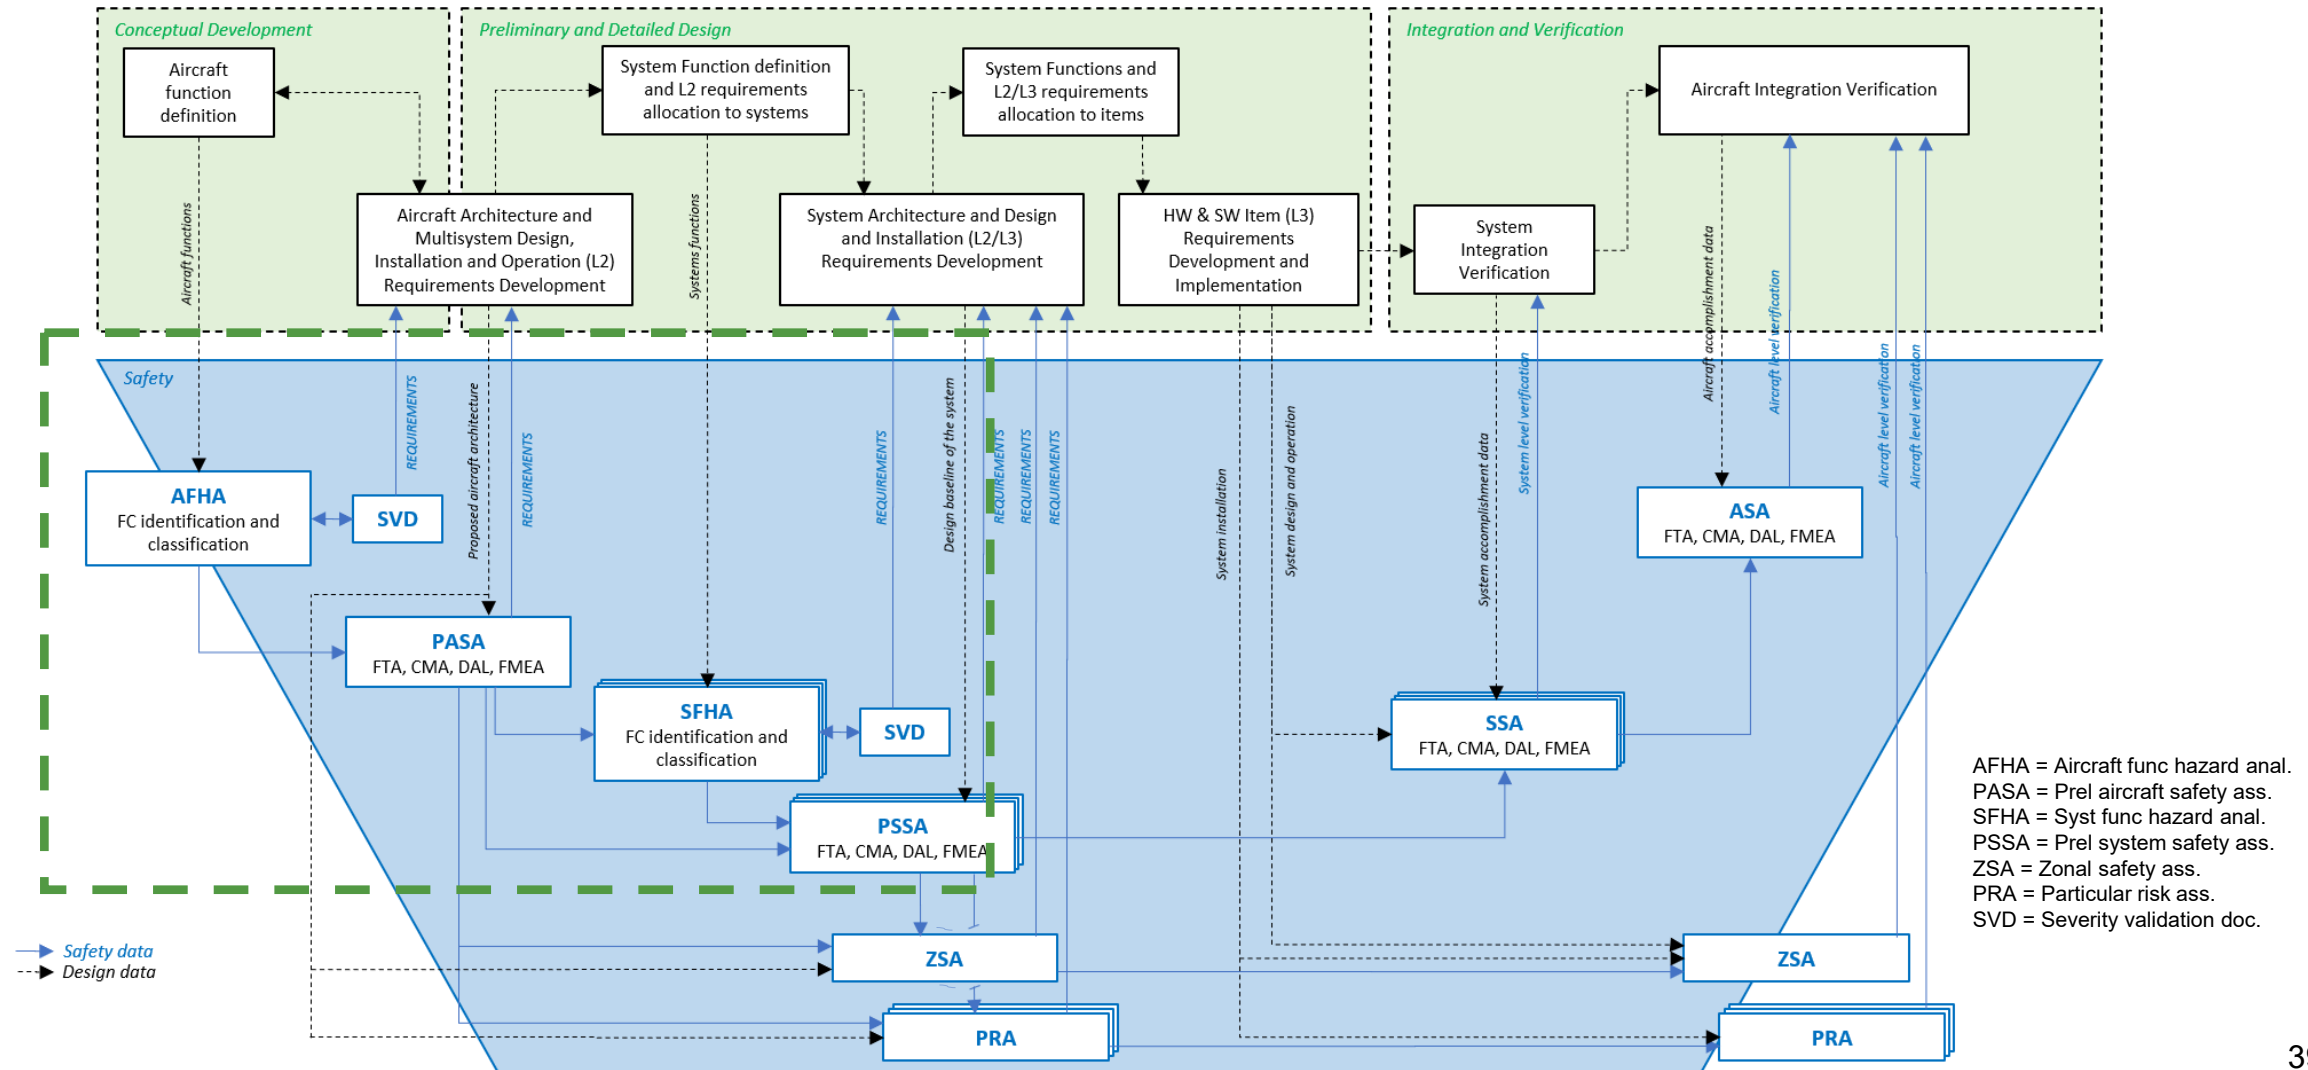 Conceptual Development
Preliminary and Detailed Design
Integration and Verification
Aircraft
function
definition
System Function definition
and L2 requirements
allocation to systems
System Functions and
L2/L3 requirements
allocation to items
Aircraft Integration Verification
Aircraft Architecture and
Multisystem Design,
Installation and Operation (L2)
Requirements Development
System Architecture and Design
and Installation (L2/L3)
Requirements Development
HW & SW Item (L3)
Requirements
Development and
Implementation
System
Integration
Verification
Aircraft functions
Systems functions
Aircraft accomplishment data
Aircraft level verification
Safety
REQUIREMENTS
Proposed aircraft architecture
REQUIREMENTS
REQUIREMENTS
Design baseline of the system
REQUIREMENTS
REQUIREMENTS
REQUIREMENTS
System installation
System design and operation
System accomplishment data
System level verification
Aircraft level verification
Aircraft level verification
AFHA
FC identification and
classification
SVD
ASA
FTA, CMA, DAL, FMEA
PASA
FTA, CMA, DAL, FMEA
SFHA
FC identification and
classification
SVD
SSA
FTA, CMA, DAL, FMEA
PSSA
FTA, CMA, DAL, FMEA
AFHA = Aircraft func hazard anal.
PASA = Prel aircraft safety ass.
SFHA = Syst func hazard anal.
PSSA = Prel system safety ass.
ZSA = Zonal safety ass.
PRA = Particular risk ass.
SVD = Severity validation doc.
Safety data
Design data
ZSA
ZSA
PRA
PRA